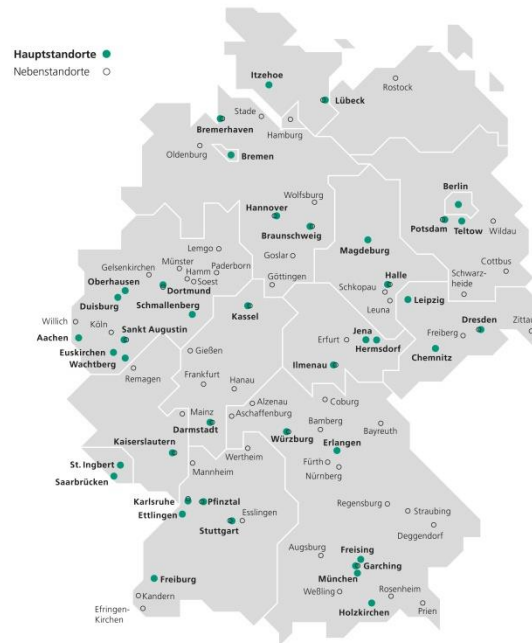 Hauptstandorte
Nebenstandorte
Itzehoe
Rostock
Lübeck
Stade
Bremerhaven
Hamburg
Oldenburg
Bremen
Wolfsburg
Berlin
Hannover
Potsdam
Teltow
Wildau
Braunschweig
Magdeburg
Lemgo
Goslar
Cottbus
Münster
Gelsenkirchen
Hamm
Paderborn
Soest
Göttingen
Halle
Schwarz-
heide
Oberhausen
Dortmund
Schkopau
Leipzig
Duisburg
Leuna
Schmallenberg
Kassel
Willich
Köln
Sankt Augustin
Dresden
Zittau
Aachen
Erfurt
Jena
Freiberg
Euskirchen
Hermsdorf
Chemnitz
Wachtberg
Gießen
Ilmenau
Remagen
Frankfurt
Hanau
Alzenau
Coburg
Mainz
Aschaffenburg
Bamberg
Bayreuth
Darmstadt
Würzburg
Kaiserslautern
Wertheim
Erlangen
St. Ingbert
Mannheim
Fürth
Saarbrücken
Nürnberg
Karlsruhe
Pfinztal
Regensburg
Straubing
Ettlingen
Esslingen
Stuttgart
Deggendorf
Augsburg
Freising
Garching
Freiburg
München
Kandern
Weßling
Rosenheim
Efringen-
Kirchen
Holzkirchen
Prien